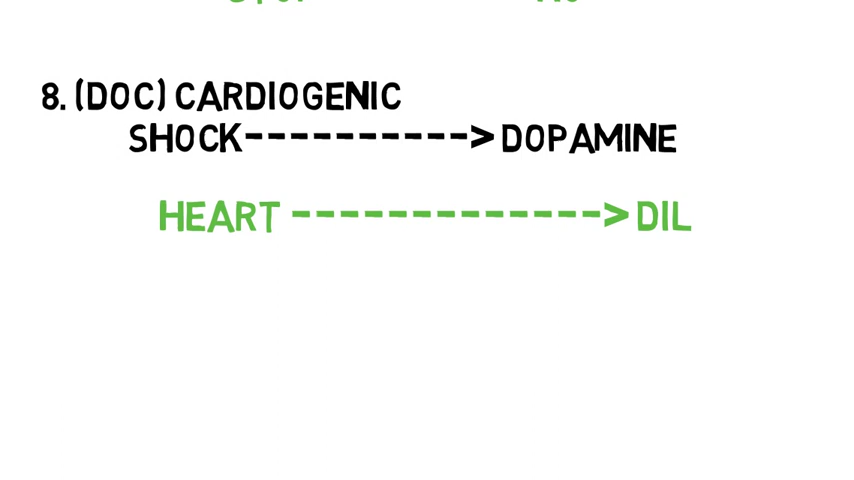 8. (DOC) CARDIOGENIC
SHOCK----------> DOPAMINE
HEART -------------> DIL